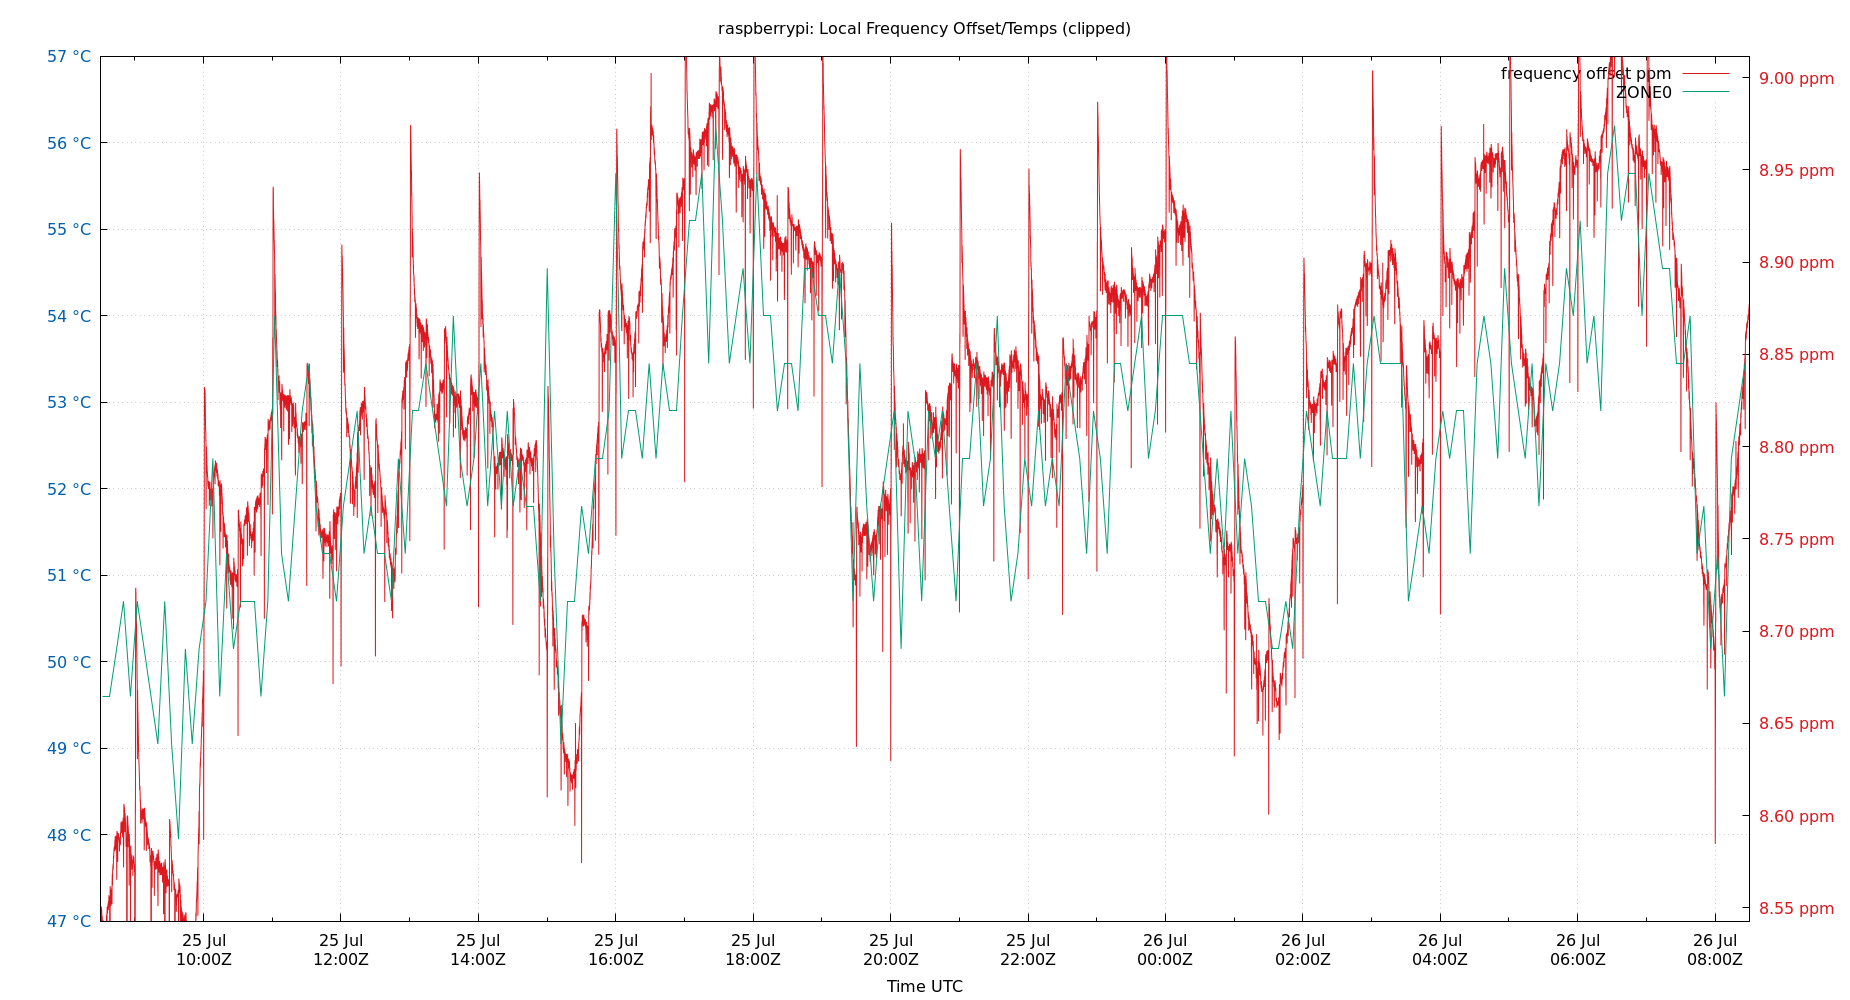 raspberrypi: Local Frequency Offset/Temps (clipped)
57 °C
56 °C
55 °C
54 °C
53 °C
52 °C
51 °C
50 °C
49 °C
48 °C
47 °C
frequency offset ppm
ZONE0
9.00 ppm
8.95 ppm
8.90 ppm
8.85 ppm
8.80 ppm
8.75 ppm
8.70 ppm
8.65 ppm
8.60 ppm
8.55 ppm
25 Jul
10:00Z
25 Jul
12:00Z
25 Jul
14:00Z
25 Jul
16:00Z
25 Jul
18:00Z
25 Jul
20:00Z
25 Jul
22:00Z
26 Jul
00:00Z
26 Jul
02:00Z
26 Jul
04:00Z
26 Jul
06:00Z
26 Jul
08:00Z
Time UTC